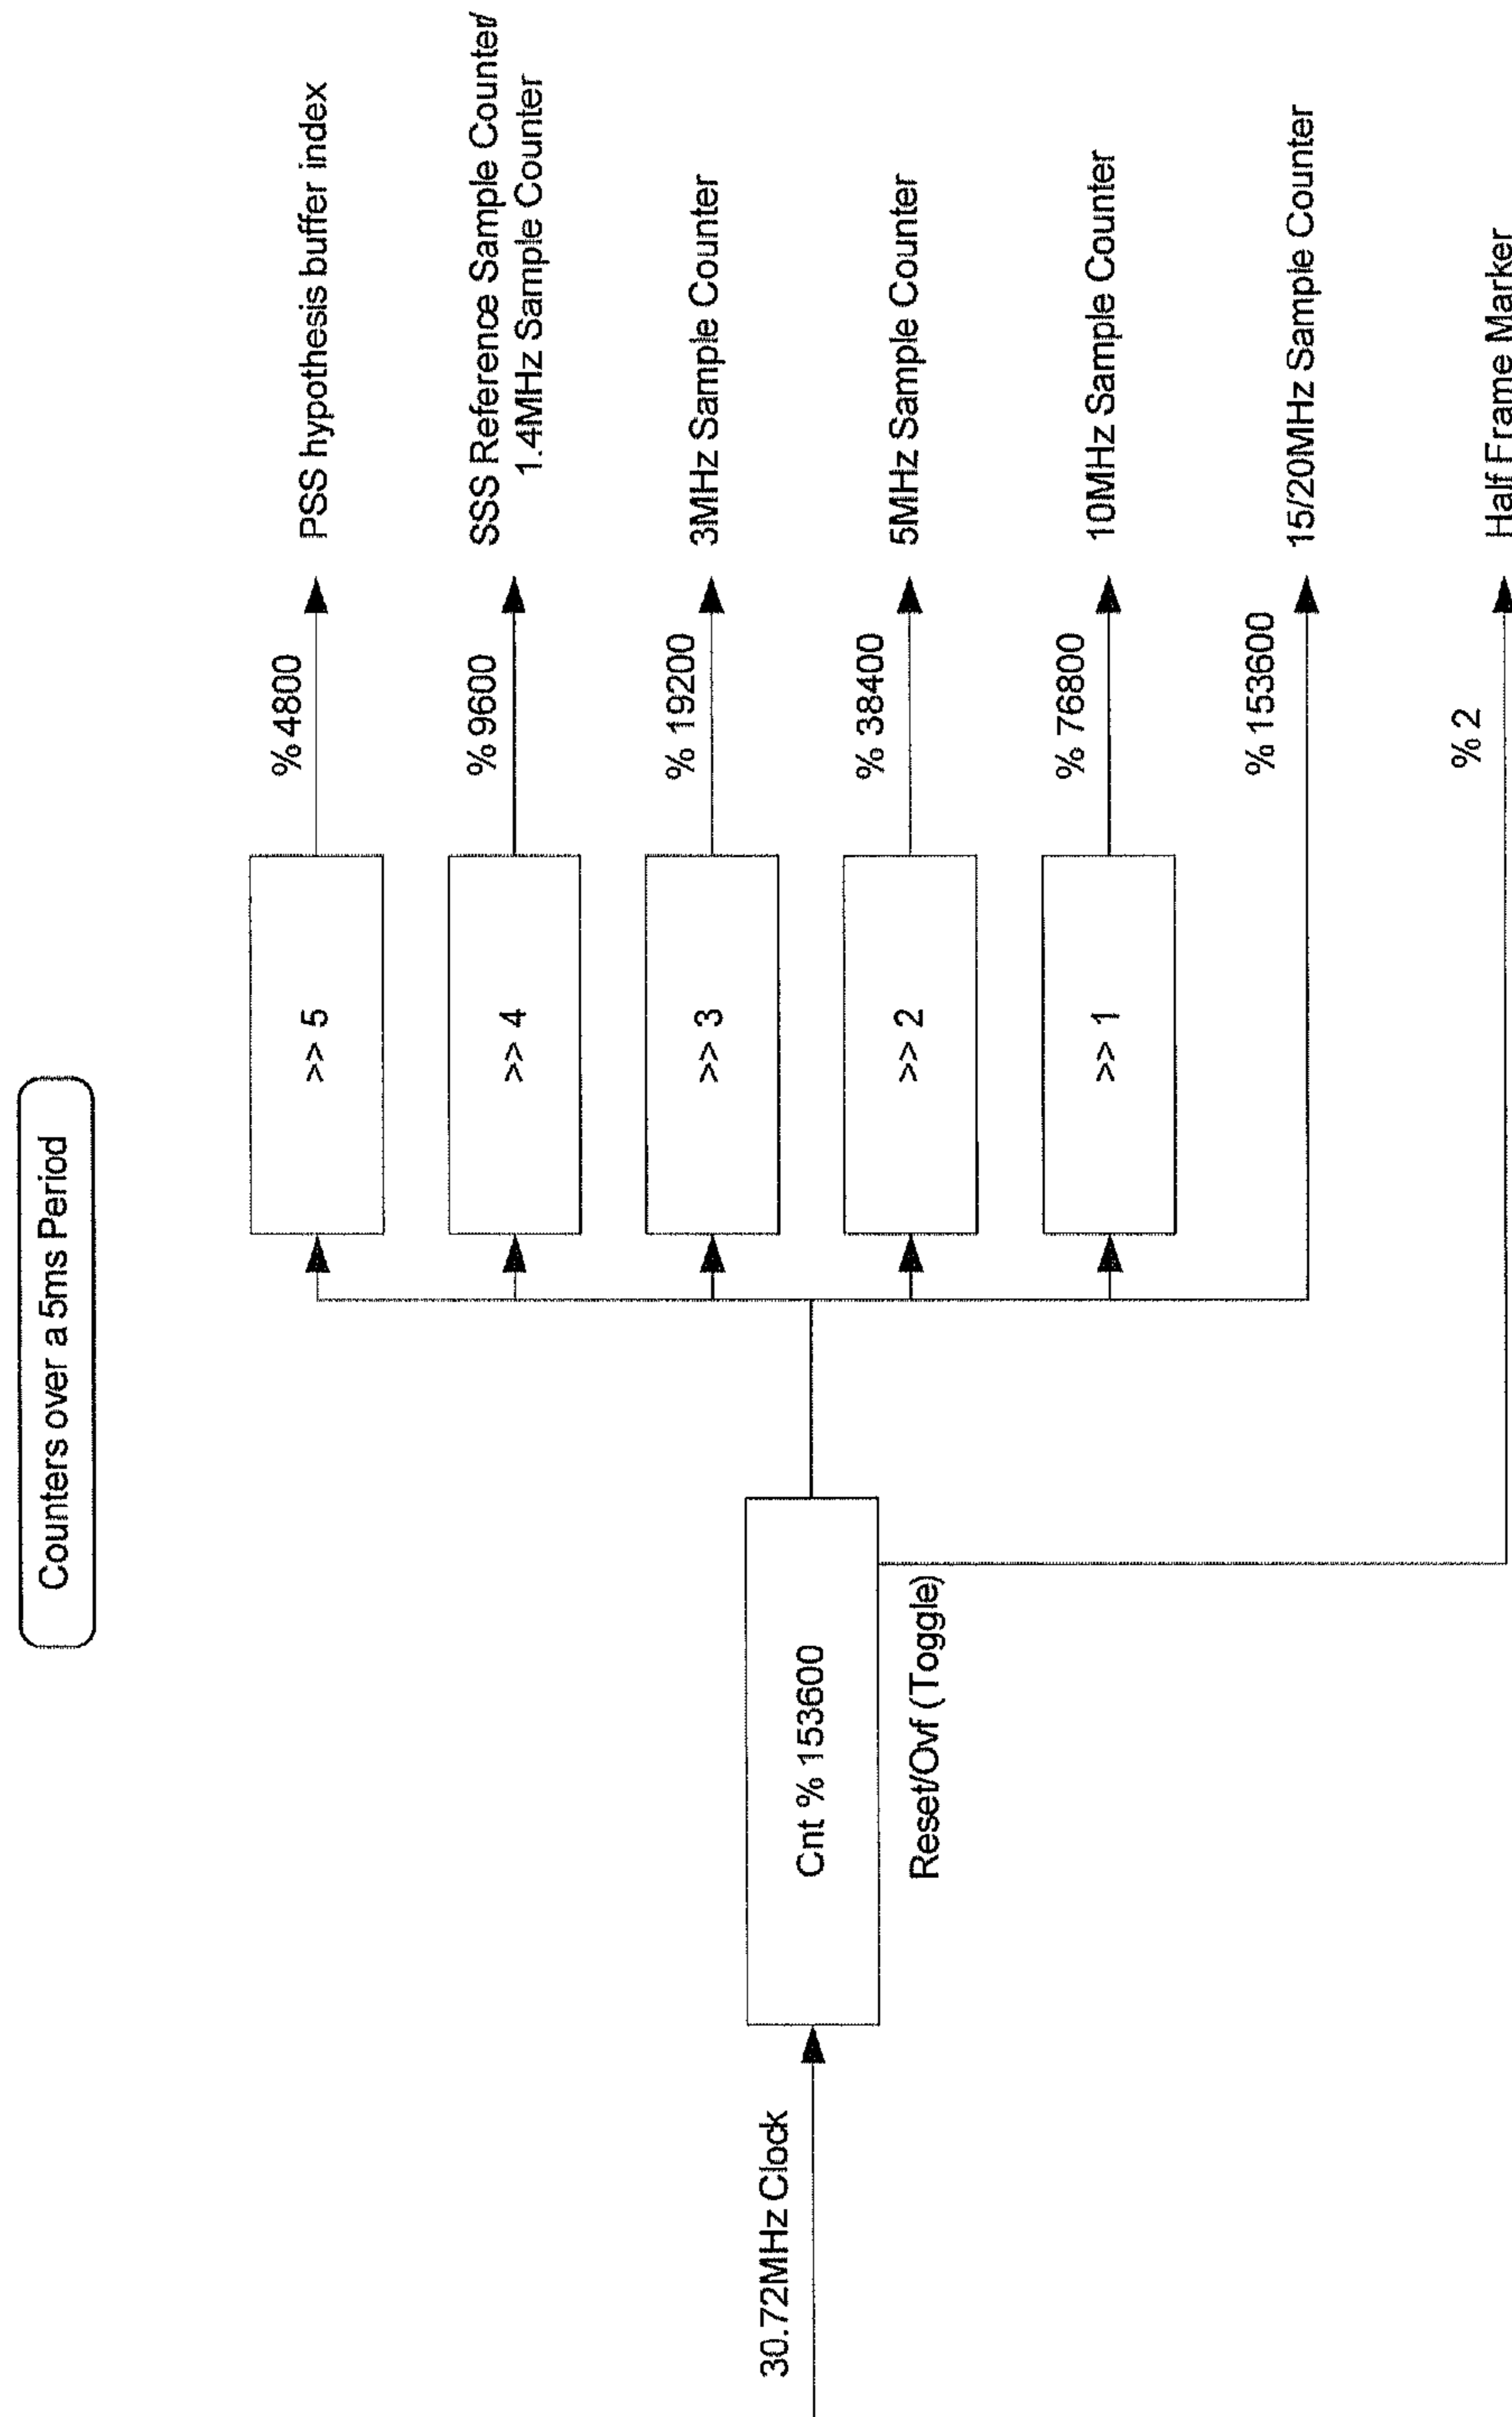 Counters over a 5ms Period
30.72MHz Clock
Cnt % 153600
Reset/Ovf (Toggle)
>> 5
% 4800
PSS hypothesis buffer index
>> 4
% 9600
SSS Reference Sample Counter/
1.4MHz Sample Counter
>> 3
% 19200
3MHz Sample Counter
>> 2
% 38400
5MHz Sample Counter
>> 1
% 76800
10MHz Sample Counter
% 153600
15/20MHz Sample Counter
% 2
Half Frame Marker